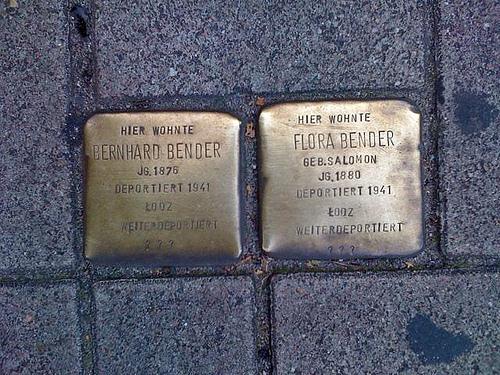 HIER WOHNTE
BERNHARD BENDER
JG. 1876
DEPORTIERT 1941
ŁODZ
WEITERDEPORTIERT
? ? ?
HIER WOHNTE
FLORA BENDER
GEB. SALOMON
JG. 1880
DEPORTIERT 1941
ŁODZ
WEITERDEPORTIERT
? ? ?